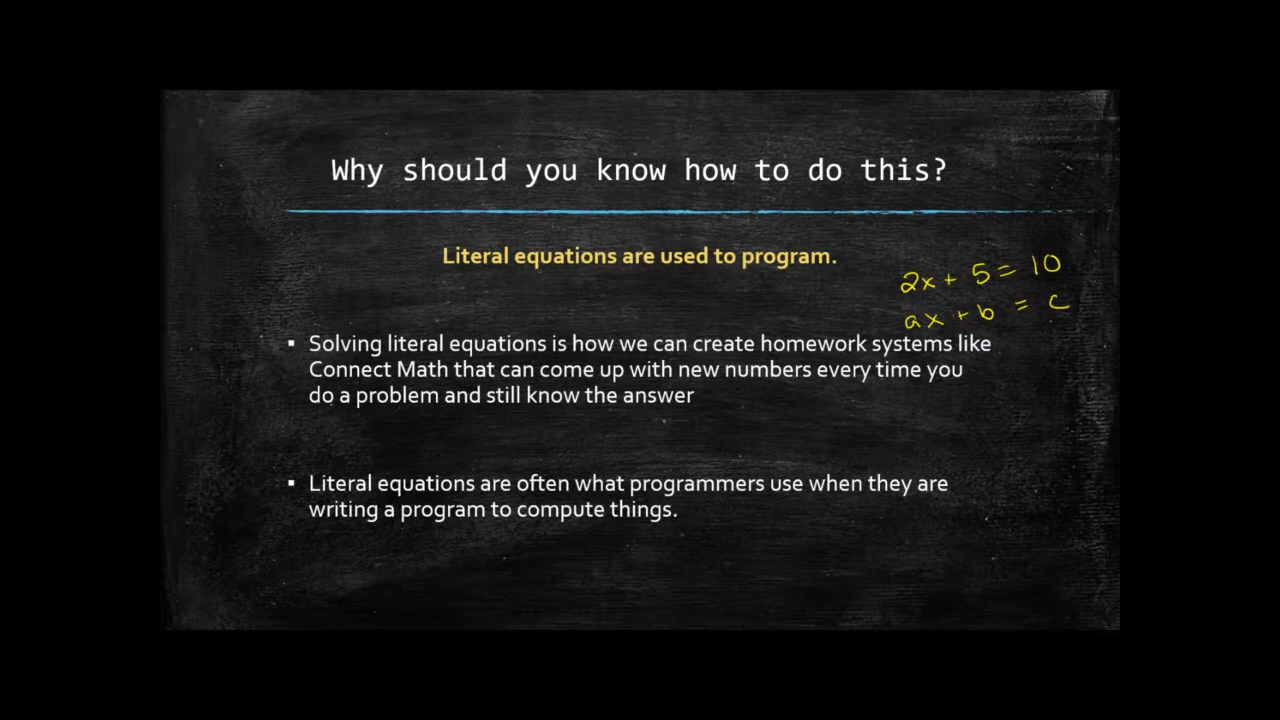 Why should you know how to do this?
Literal equations are used to program.
2x + 5 = 10
ax + b = c
▪ Solving literal equations is how we can create homework systems like
Connect Math that can come up with new numbers every time you
do a problem and still know the answer
▪ Literal equations are often what programmers use when they are
writing a program to compute things.